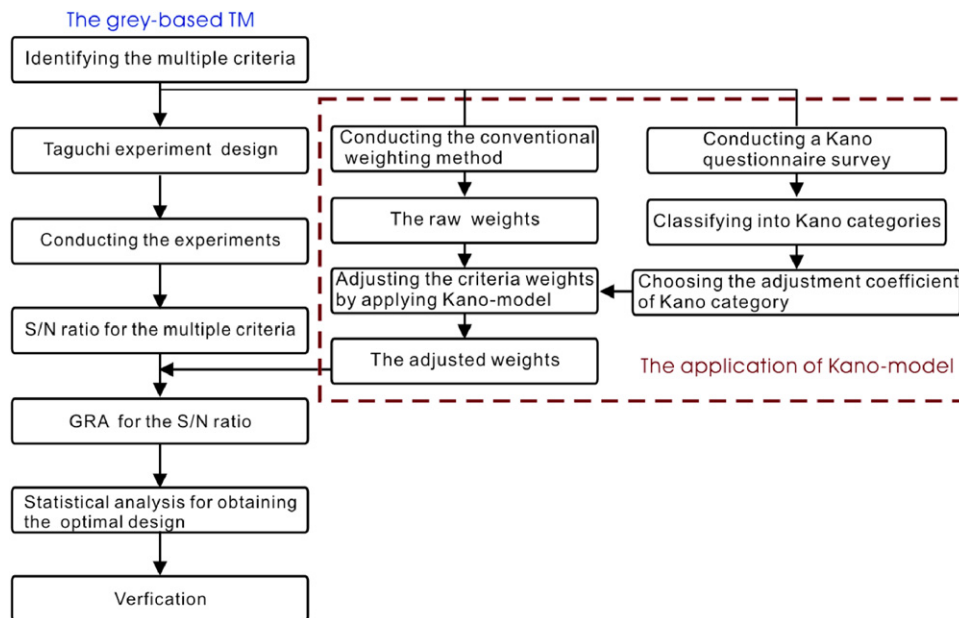 The grey-based TM
Identifying the multiple criteria
Taguchi experiment design
Conducting the experiments
S/N ratio for the multiple criteria
GRA for the S/N ratio
Statistical analysis for obtaining
the optimal design
Verfication
Conducting the conventional
weighting method
The raw weights
Adjusting the criteria weights
by applying Kano-model
The adjusted weights
Conducting a Kano
questionnaire survey
Classifying into Kano categories
Choosing the adjustment coefficient
of Kano category
The application of Kano-model